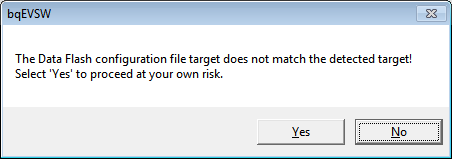 bqEVSW
The Data Flash configuration file target does not match the detected target!
Select 'Yes' to proceed at your own risk.
Yes
No